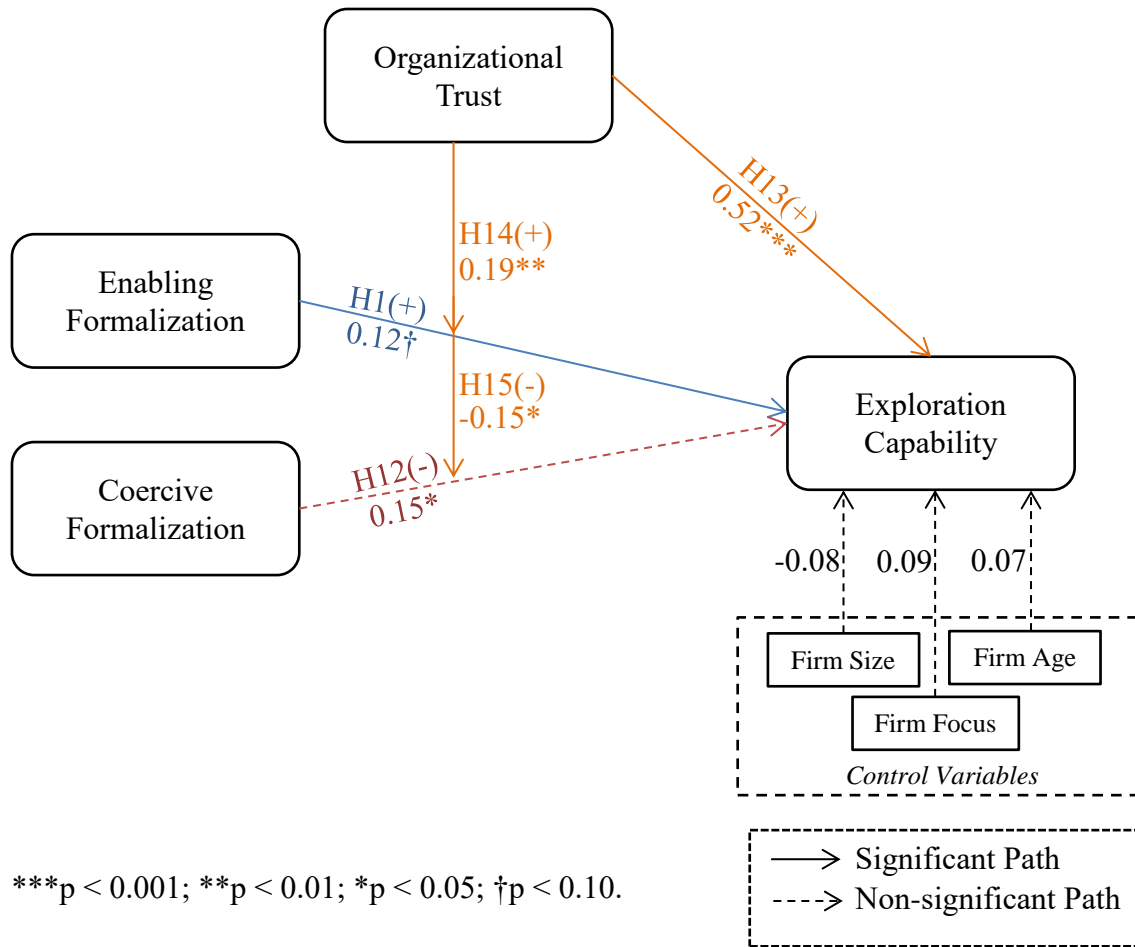 Organizational
Trust
H13(+)
0.52***
H14(+)
0.19**
Enabling
Formalization
H1(+)
0.12†
H15(-)
-0.15*
Exploration
Capability
Coercive
Formalization
H12(-)
0.15*
-0.08
0.09
0.07
Firm Size
Firm Age
Firm Focus
Control Variables
Significant Path
Non-significant Path
***p < 0.001; **p < 0.01; *p < 0.05; †p < 0.10.